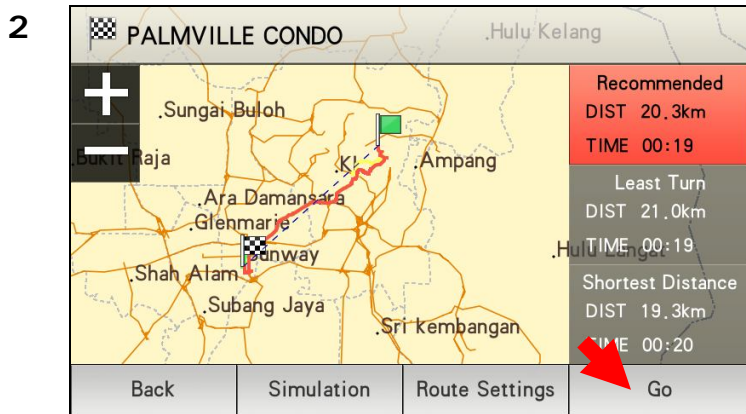 2
PALMVILLE CONDO
.Hulu Kelang
+
−
.Sungai Buloh
Raja
.Ampang
.Ara Damansara
.Glenmarie
.Shah Alam
.Subang Jaya
.Sri kembangan
Recommended
DIST 20.3km
TIME 00:19
Least Turn
DIST 21.0km
TIME 00:19
Shortest Distance
DIST 19.3km
TIME 00:20
Back
Simulation
Route Settings
Go